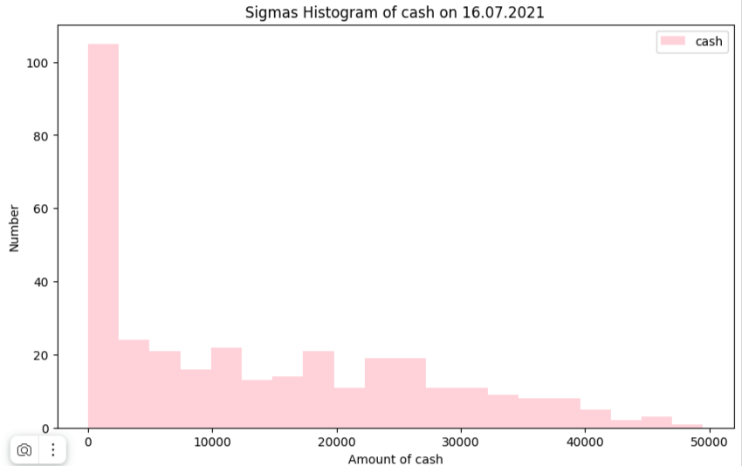 Sigmas Histogram of cash on 16.07.2021
cash
100
80
60
40
20
0
Number
0 10000 20000 30000 40000 50000
Amount of cash